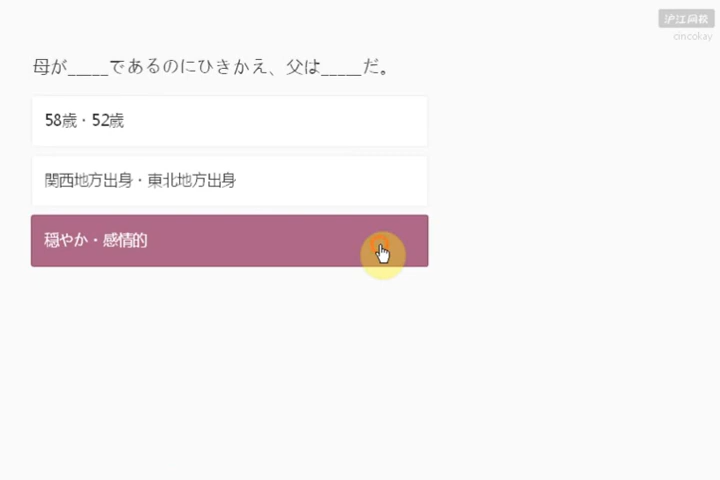 沪江网校
cincokay
母が_____であるのにひきかえ、父は_____だ。
58歳・52歳
関西地方出身・東北地方出身
穏やか・感情的